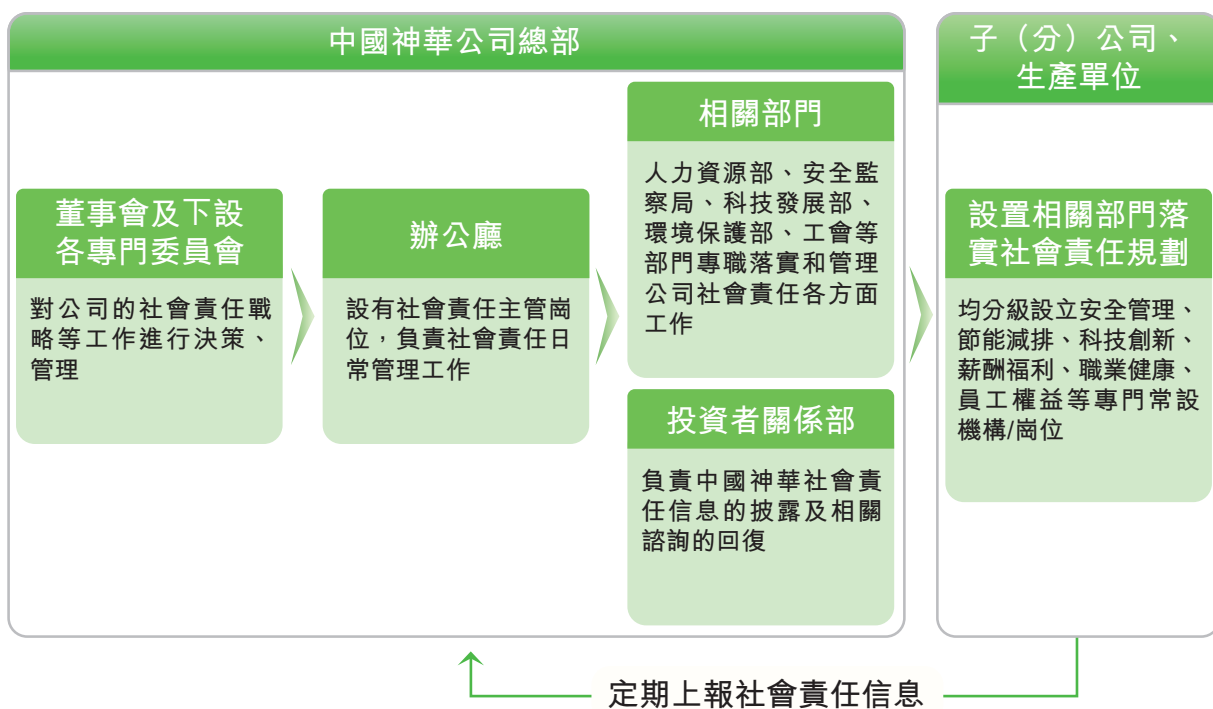 中國神華公司總部
董事會及下設
各專門委員會
對公司的社會責任戰
略等工作進行決策、
管理
辦公廳
設有社會責任主管崗
位，負責社會責任日
常管理工作
相關部門
人力資源部、安全監
察局、科技發展部、
環境保護部、工會等
部門專職落實和管理
公司社會責任各方面
工作
投資者關係部
負責中國神華社會責
任信息的披露及相關
諮詢的回復
子（分）公司、
生產單位
設置相關部門落
實社會責任規劃
均分級設立安全管理、
節能減排、科技創新、
薪酬福利、職業健康、
員工權益等專門常設
機構/崗位
定期上報社會責任信息